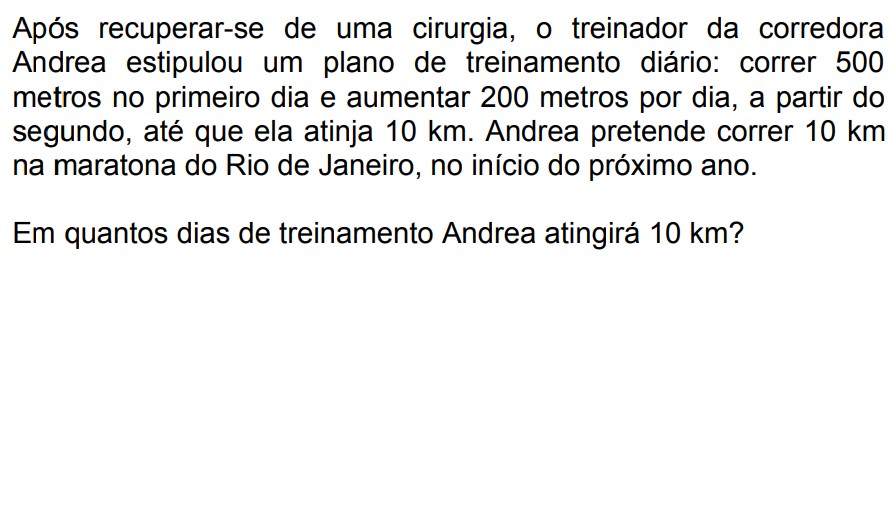 Após recuperar-se de uma cirurgia, o treinador da corredora
Andrea estipulou um plano de treinamento diário: correr 500
metros no primeiro dia e aumentar 200 metros por dia, a partir do
segundo, até que ela atinja 10 km. Andrea pretende correr 10 km
na maratona do Rio de Janeiro, no início do próximo ano.
Em quantos dias de treinamento Andrea atingirá 10 km?